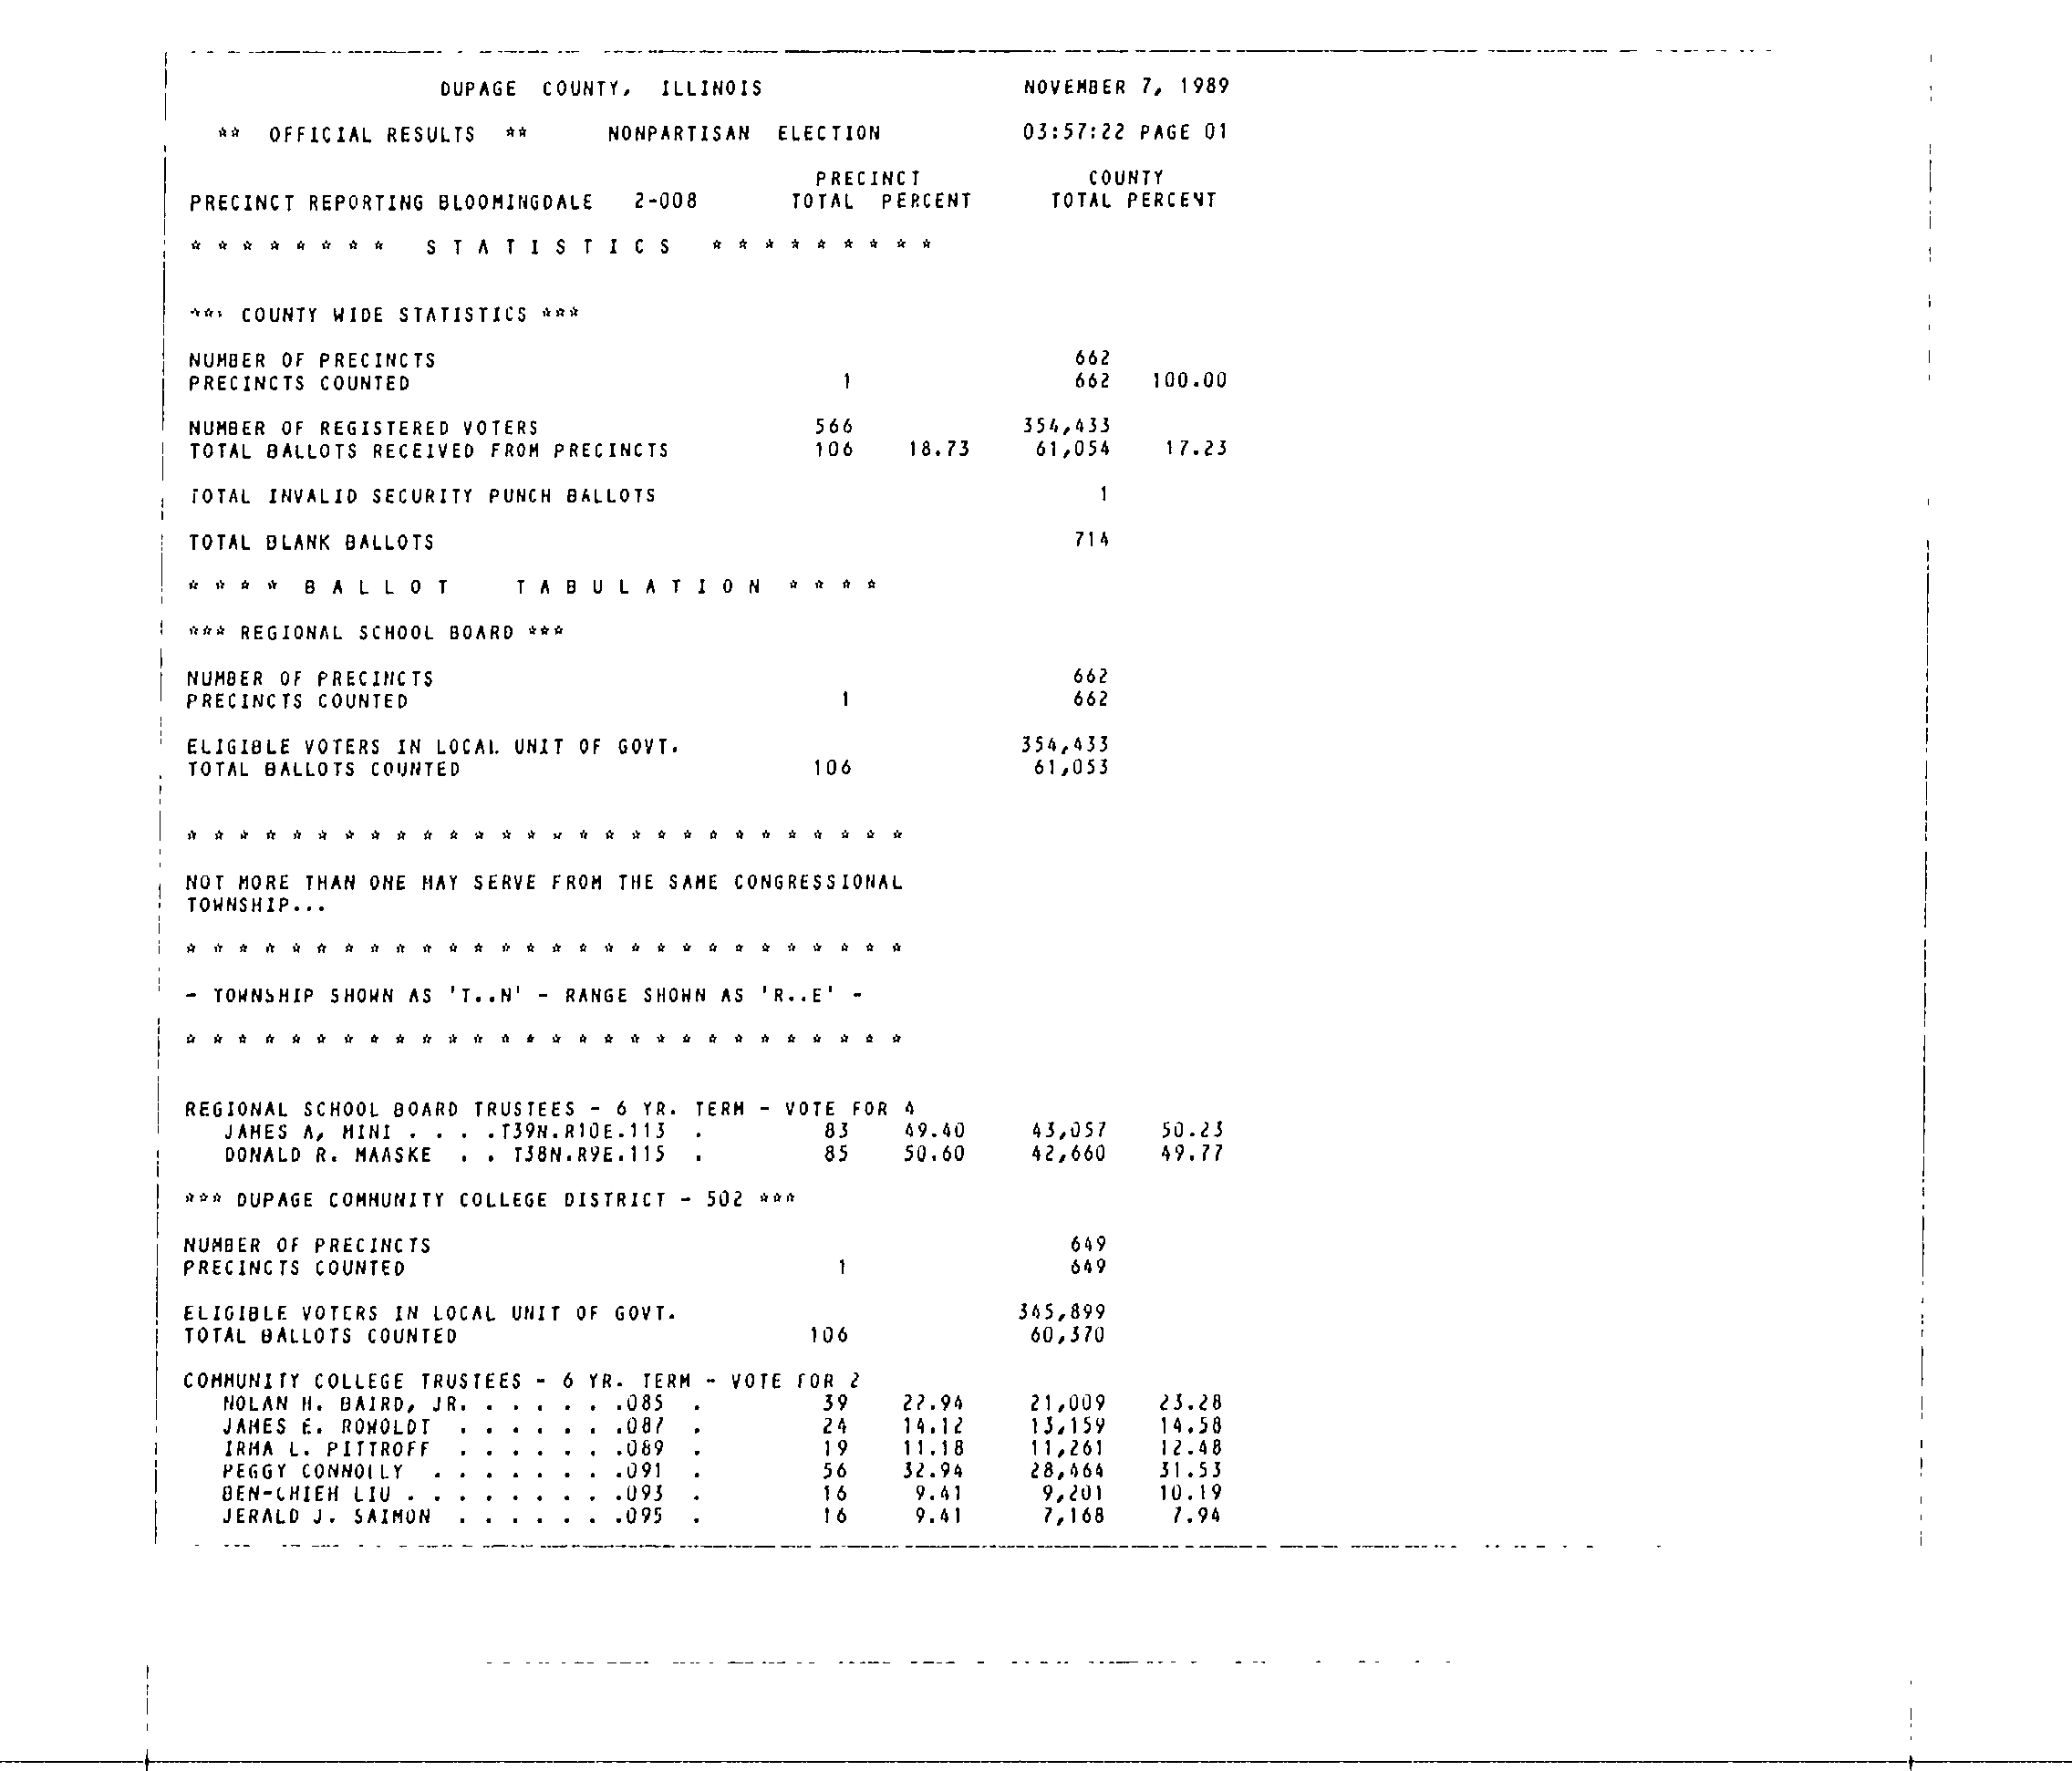 DUPAGE COUNTY, ILLINOIS NOVEMBER 7, 1989
** OFFICIAL RESULTS ** NONPARTISAN ELECTION 03:57:22 PAGE 01
PRECINCT COUNTY
PRECINCT REPORTING BLOOMINGDALE 2-008 TOTAL PERCENT TOTAL PERCENT
* * * * * * * * S T A T I S T I C S * * * * * * * * *
*** COUNTY WIDE STATISTICS ***
NUMBER OF PRECINCTS 662
PRECINCTS COUNTED 1 662 100.00
NUMBER OF REGISTERED VOTERS 566 354,433
TOTAL BALLOTS RECEIVED FROM PRECINCTS 106 18.73 61,054 17.23
TOTAL INVALID SECURITY PUNCH BALLOTS 1
TOTAL BLANK BALLOTS 714
* * * * B A L L O T T A B U L A T I O N * * * *
*** REGIONAL SCHOOL BOARD ***
NUMBER OF PRECINCTS 662
PRECINCTS COUNTED 1 662
ELIGIBLE VOTERS IN LOCAL UNIT OF GOVT. 354,433
TOTAL BALLOTS COUNTED 106 61,053
* * * * * * * * * * * * * * * * * * * * * * * * * * * *
NOT MORE THAN ONE MAY SERVE FROM THE SAME CONGRESSIONAL
TOWNSHIP...
* * * * * * * * * * * * * * * * * * * * * * * * * * * *
- TOWNSHIP SHOWN AS 'T..N' - RANGE SHOWN AS 'R..E' -
* * * * * * * * * * * * * * * * * * * * * * * * * * * *
REGIONAL SCHOOL BOARD TRUSTEES - 6 YR. TERM - VOTE FOR 4
JAMES A, MINI . . . .T39N.R10E.113 . 83 49.40 43,057 50.23
DONALD R. MAASKE . . T38N.R9E.115 . 85 50.60 42,660 49.77
*** DUPAGE COMMUNITY COLLEGE DISTRICT - 502 ***
NUMBER OF PRECINCTS 649
PRECINCTS COUNTED 1 649
ELIGIBLE VOTERS IN LOCAL UNIT OF GOVT. 345,899
TOTAL BALLOTS COUNTED 106 60,370
COMMUNITY COLLEGE TRUSTEES - 6 YR. TERM - VOTE FOR 2
NOLAN H. BAIRD, JR. . . . . . .085 . 39 22.94 21,009 23.28
JAMES E. ROWOLDT . . . . . . .087 . 24 14.12 13,159 14.58
IRMA L. PITTROFF . . . . . . .089 . 19 11.18 11,261 12.48
PEGGY CONNOLLY . . . . . . . .091 . 56 32.94 28,464 31.53
BEN-CHIEH LIU . . . . . . . . .093 . 16 9.41 9,201 10.19
JERALD J. SAIMON . . . . . . .095 . 16 9.41 7,168 7.94